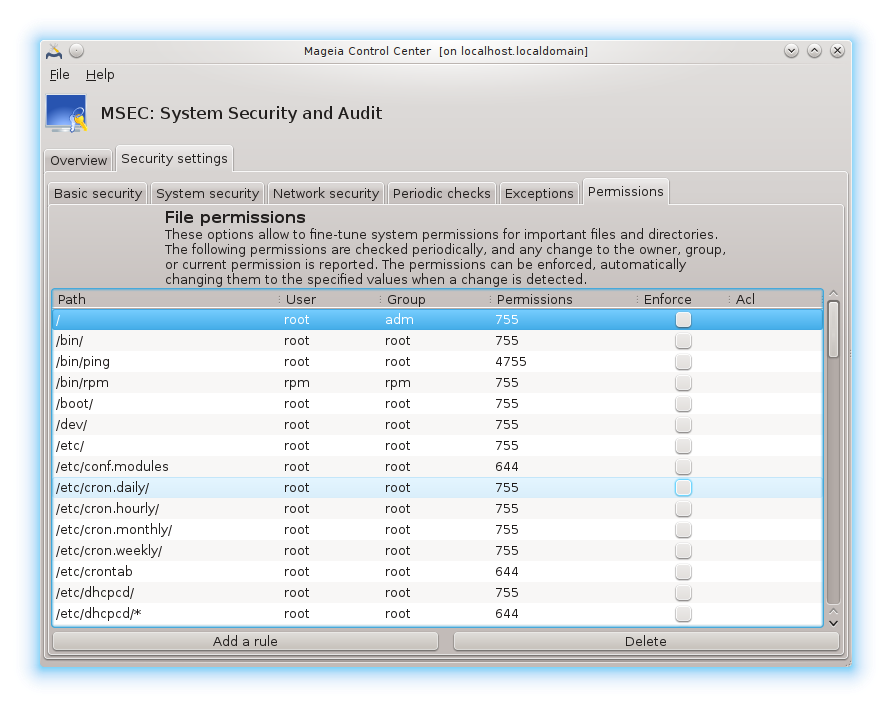 Mageia Control Center [on localhost.localdomain]
File Help
MSEC: System Security and Audit
Overview Security settings
Basic security System security Network security Periodic checks Exceptions Permissions
File permissions
These options allow to fine-tune system permissions for important files and directories.
The following permissions are checked periodically, and any change to the owner, group,
or current permission is reported. The permissions can be enforced, automatically
changing them to the specified values when a change is detected.
Path User Group Permissions Enforce Acl
/ root adm 755
/bin/ root root 755
/bin/ping root root 4755
/bin/rpm rpm rpm 755
/boot/ root root 755
/dev/ root root 755
/etc/ root root 755
/etc/conf.modules root root 644
/etc/cron.daily/ root root 755
/etc/cron.hourly/ root root 755
/etc/cron.monthly/ root root 755
/etc/cron.weekly/ root root 755
/etc/crontab root root 644
/etc/dhcpcd/ root root 755
/etc/dhcpcd/* root root 644
Add a rule Delete